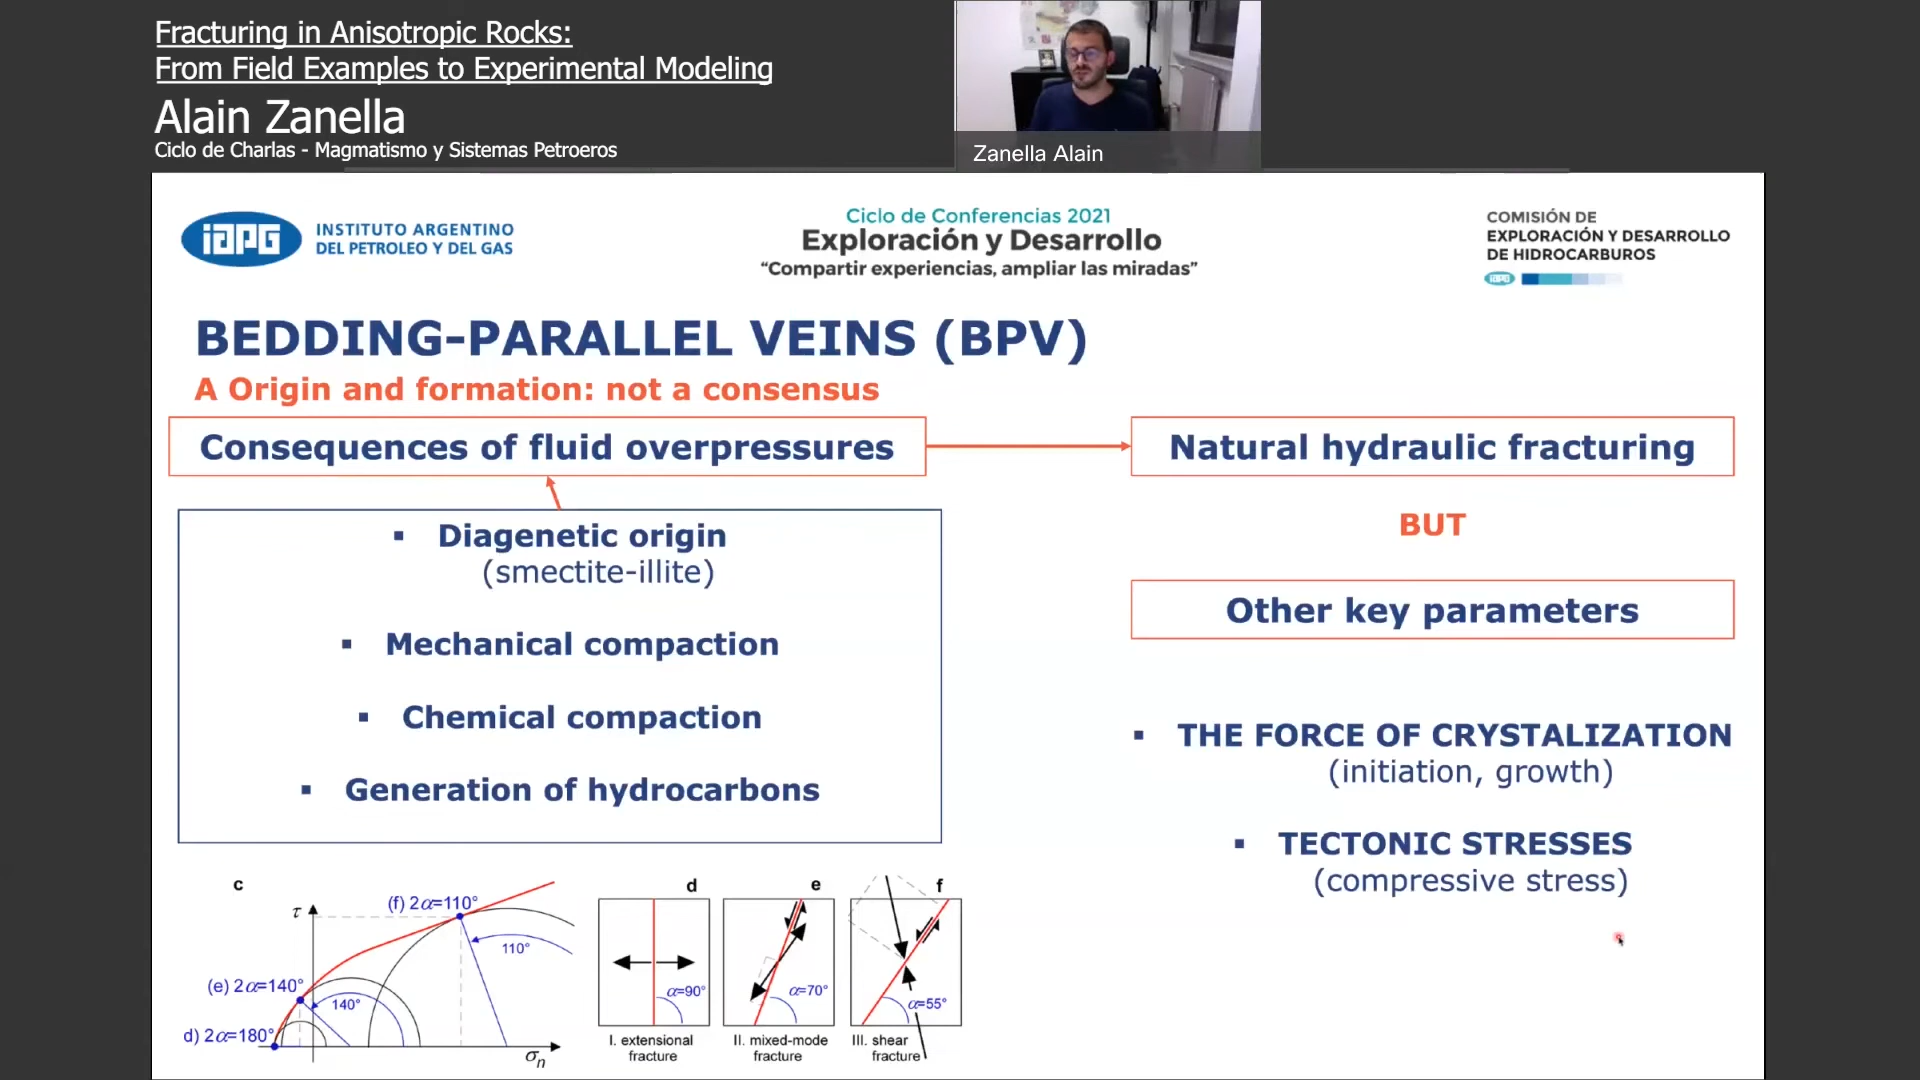 Fracturing in Anisotropic Rocks:
From Field Examples to Experimental Modeling
Alain Zanella
Ciclo de Charlas - Magmatismo y Sistemas Petroeros
Zanella Alain
iAPG
INSTITUTO ARGENTINO
DEL PETROLEO Y DEL GAS
Ciclo de Conferencias 2021
Exploración y Desarrollo
“Compartir experiencias, ampliar las miradas”
COMISIÓN DE
EXPLORACIÓN Y DESARROLLO
DE HIDROCARBUROS
iAPG
BEDDING-PARALLEL VEINS (BPV)
A Origin and formation: not a consensus
Consequences of fluid overpressures
Natural hydraulic fracturing
▪ Diagenetic origin
(smectite-illite)
▪ Mechanical compaction
▪ Chemical compaction
▪ Generation of hydrocarbons
BUT
Other key parameters
▪ THE FORCE OF CRYSTALIZATION
(initiation, growth)
▪ TECTONIC STRESSES
(compressive stress)
c
τ
(f) 2α=110°
110°
(e) 2α=140°
140°
d) 2α=180°
σn
d
α=90°
I. extensional
fracture
e
α=70°
II. mixed-mode
fracture
f
α=55°
III. shear
fracture